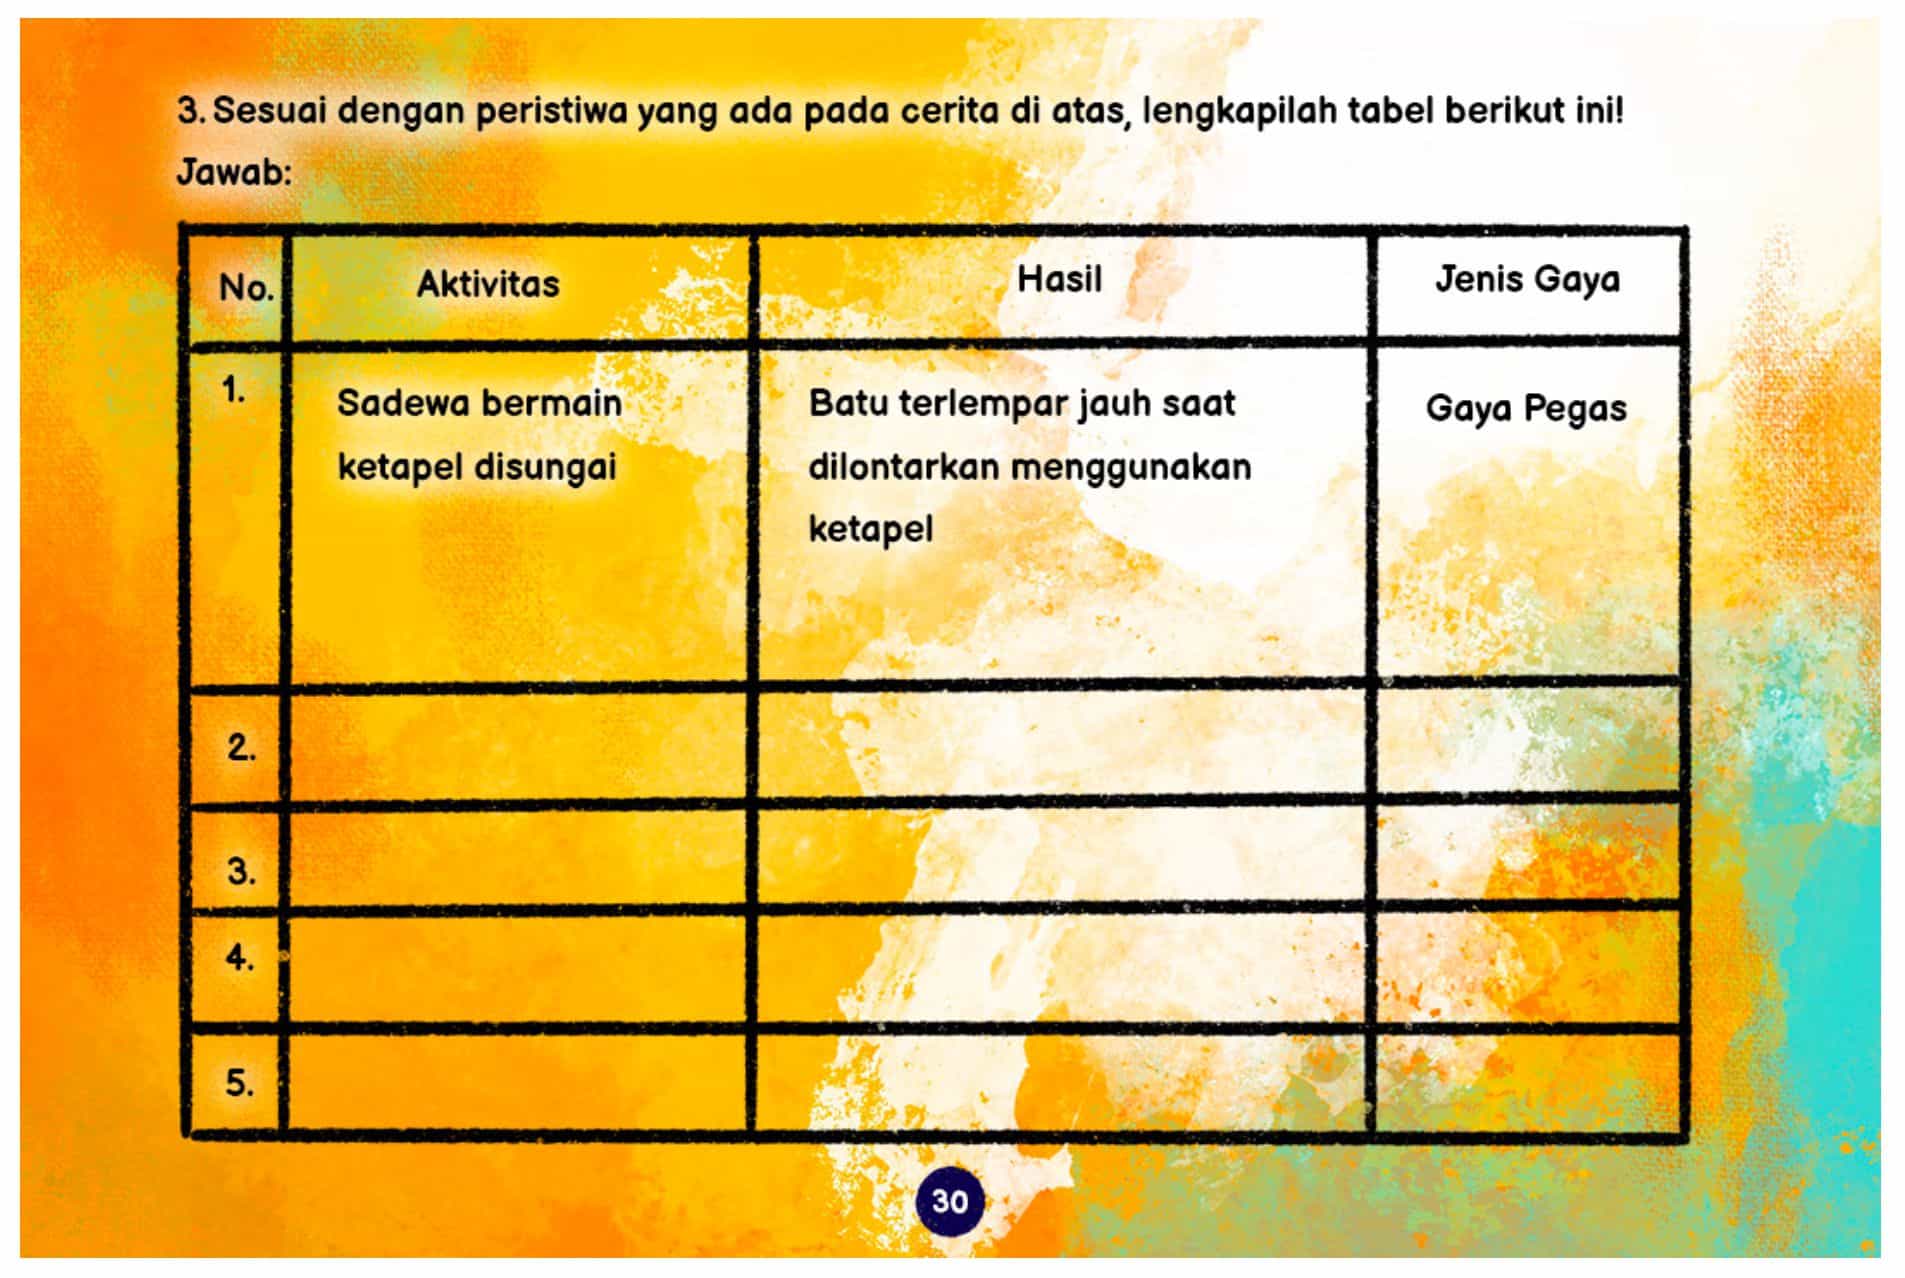 3. Sesuai dengan peristiwa yang ada pada cerita di atas, lengkapilah tabel berikut ini!
Jawab:
No.
Aktivitas
Hasil
Jenis Gaya
1.
Sadewa bermain
ketapel disungai
Batu terlempar jauh saat
dilontarkan menggunakan
ketapel
Gaya Pegas
2.
3.
4.
5.
30